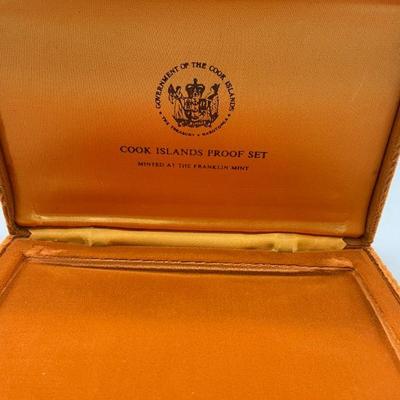 GOVERNMENT OF THE COOK ISLANDS
★ THE TREASURY • RAROTONGA ★
COOK ISLANDS PROOF SET
MINTED AT THE FRANKLIN MINT